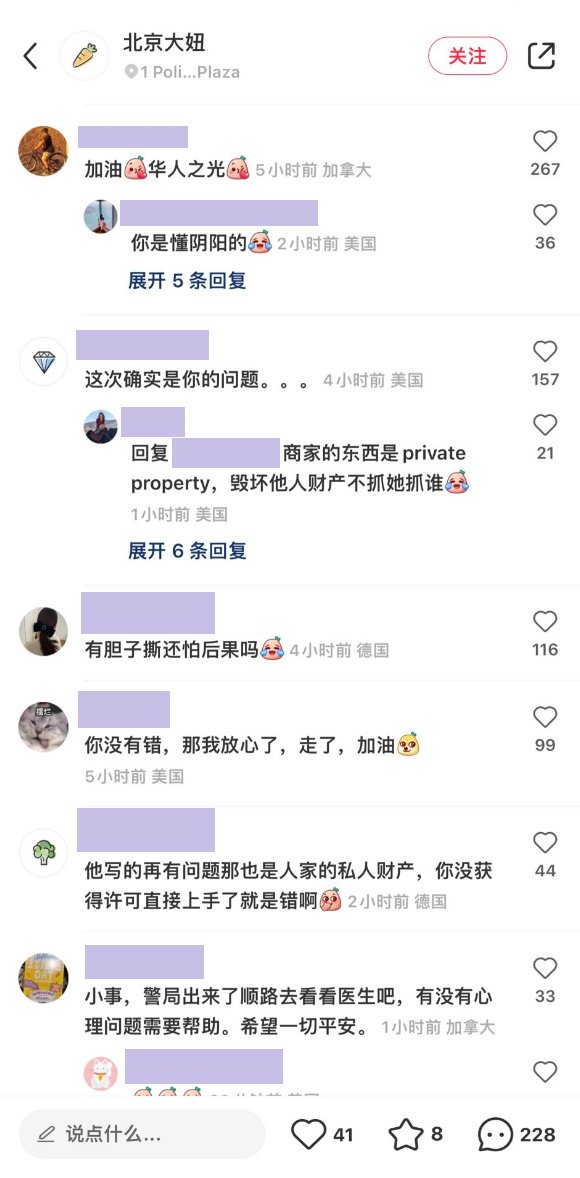 北京大妞
1 Poli...Plaza
关注
加油华人之光 5小时前 加拿大
267
你是懂阴阳的 2小时前 美国
36
展开 5 条回复
这次确实是你的问题。。。 4小时前 美国
157
回复 商家的东西是private
property，毁坏他人财产不抓她抓谁
21
1小时前 美国
展开 6 条回复
有胆子撕还怕后果吗 4小时前 德国
116
摆烂
你没有错，那我放心了，走了，加油
99
5小时前 美国
他写的再有问题那也是人家的私人财产，你没获
得许可直接上手了就是错啊 2小时前 德国
44
小事，警局出来了顺路去看看医生吧，有没有心
理问题需要帮助。希望一切平安。 1小时前 加拿大
33
说点什么...
41
8
228